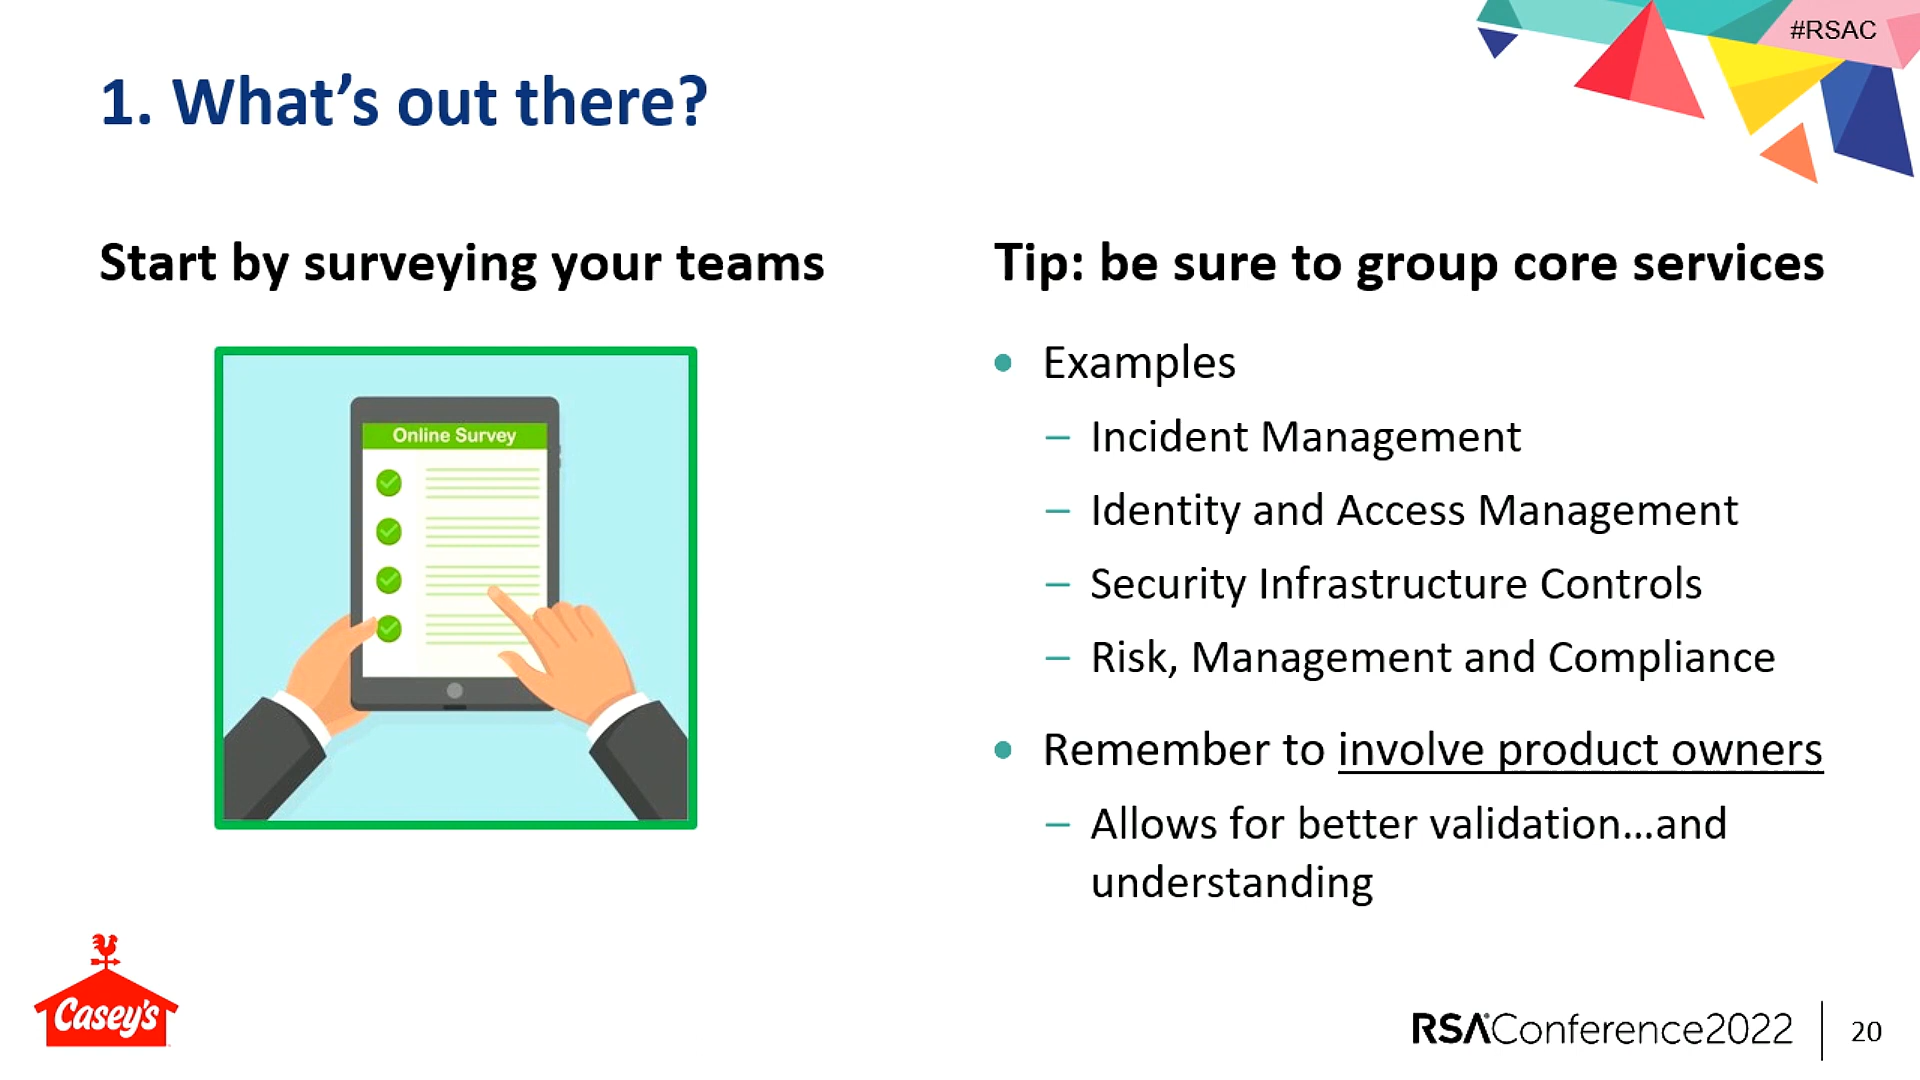 #RSAC
1. What’s out there?
Start by surveying your teams
Online Survey
Tip: be sure to group core services
• Examples
– Incident Management
– Identity and Access Management
– Security Infrastructure Controls
– Risk, Management and Compliance
• Remember to involve product owners
– Allows for better validation…and
understanding
Casey's
RSAConference2022
20